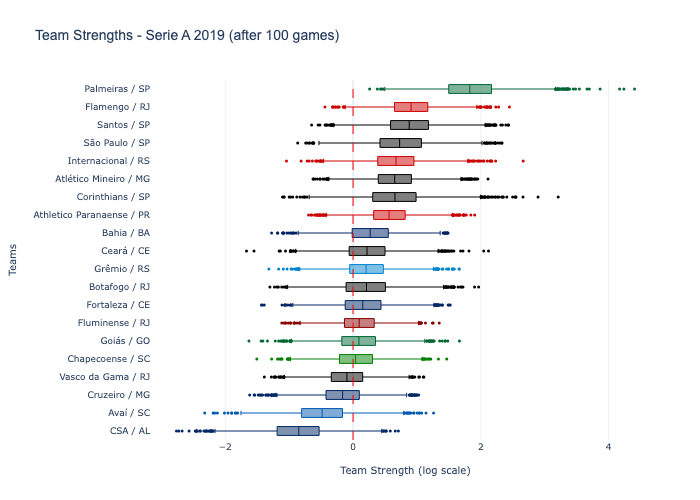 Team Strengths - Serie A 2019 (after 100 games)
Palmeiras / SP
Flamengo / RJ
Santos / SP
São Paulo / SP
Internacional / RS
Atlético Mineiro / MG
Corinthians / SP
Athletico Paranaense / PR
Bahia / BA
Ceará / CE
Grêmio / RS
Botafogo / RJ
Fortaleza / CE
Fluminense / RJ
Goiás / GO
Chapecoense / SC
Vasco da Gama / RJ
Cruzeiro / MG
Avaí / SC
CSA / AL
Teams
−2 0 2 4
Team Strength (log scale)